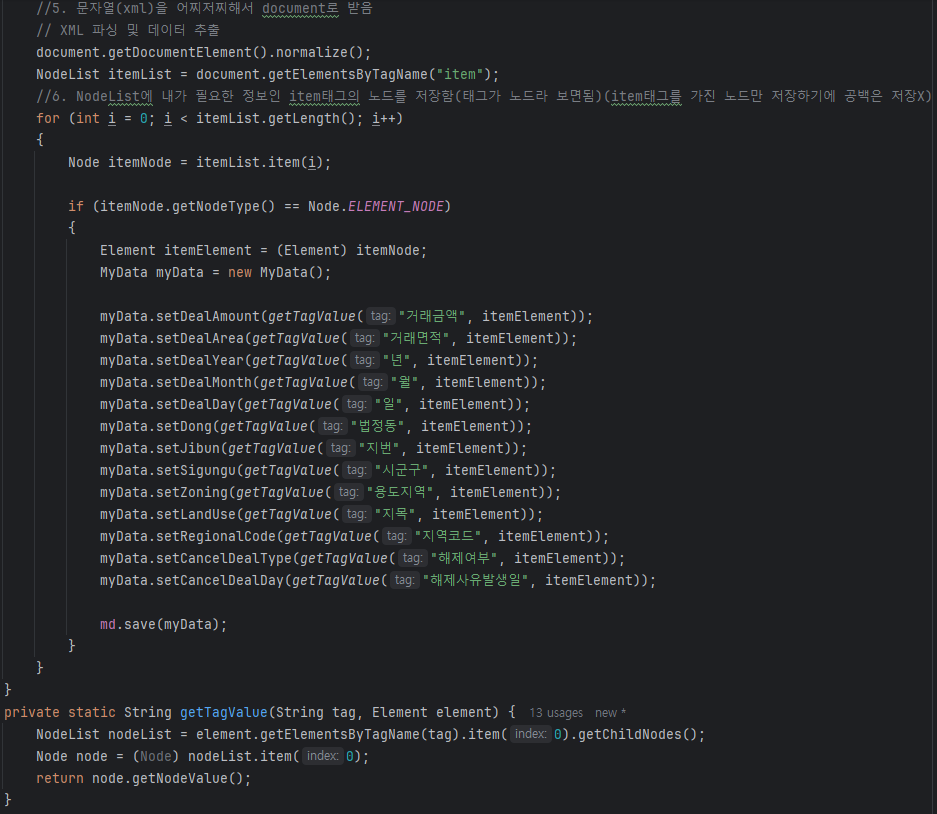 //5. 문자열(xml)을 어찌저찌해서 document로 받음
// XML 파싱 및 데이터 추출
document.getDocumentElement().normalize();
NodeList itemList = document.getElementsByTagName("item");
//6. NodeList에 내가 필요한 정보인 item태그의 노드를 저장함(태그가 노드라 보면됨)(item태그를 가진 노드만 저장하기에 공백은 저장X)
for (int i = 0; i < itemList.getLength(); i++)
{
Node itemNode = itemList.item(i);
if (itemNode.getNodeType() == Node.ELEMENT_NODE)
{
Element itemElement = (Element) itemNode;
MyData myData = new MyData();
myData.setDealAmount(getTagValue( tag: "거래금액", itemElement));
myData.setDealArea(getTagValue( tag: "거래면적", itemElement));
myData.setDealYear(getTagValue( tag: "년", itemElement));
myData.setDealMonth(getTagValue( tag: "월", itemElement));
myData.setDealDay(getTagValue( tag: "일", itemElement));
myData.setDong(getTagValue( tag: "법정동", itemElement));
myData.setJibun(getTagValue( tag: "지번", itemElement));
myData.setSigungu(getTagValue( tag: "시군구", itemElement));
myData.setZoning(getTagValue( tag: "용도지역", itemElement));
myData.setLandUse(getTagValue( tag: "지목", itemElement));
myData.setRegionalCode(getTagValue( tag: "지역코드", itemElement));
myData.setCancelDealType(getTagValue( tag: "해제여부", itemElement));
myData.setCancelDealDay(getTagValue( tag: "해제사유발생일", itemElement));
md.save(myData);
}
}
}
private static String getTagValue(String tag, Element element) { 13 usages new *
NodeList nodeList = element.getElementsByTagName(tag).item( index: 0).getChildNodes();
Node node = (Node) nodeList.item( index: 0);
return node.getNodeValue();
}